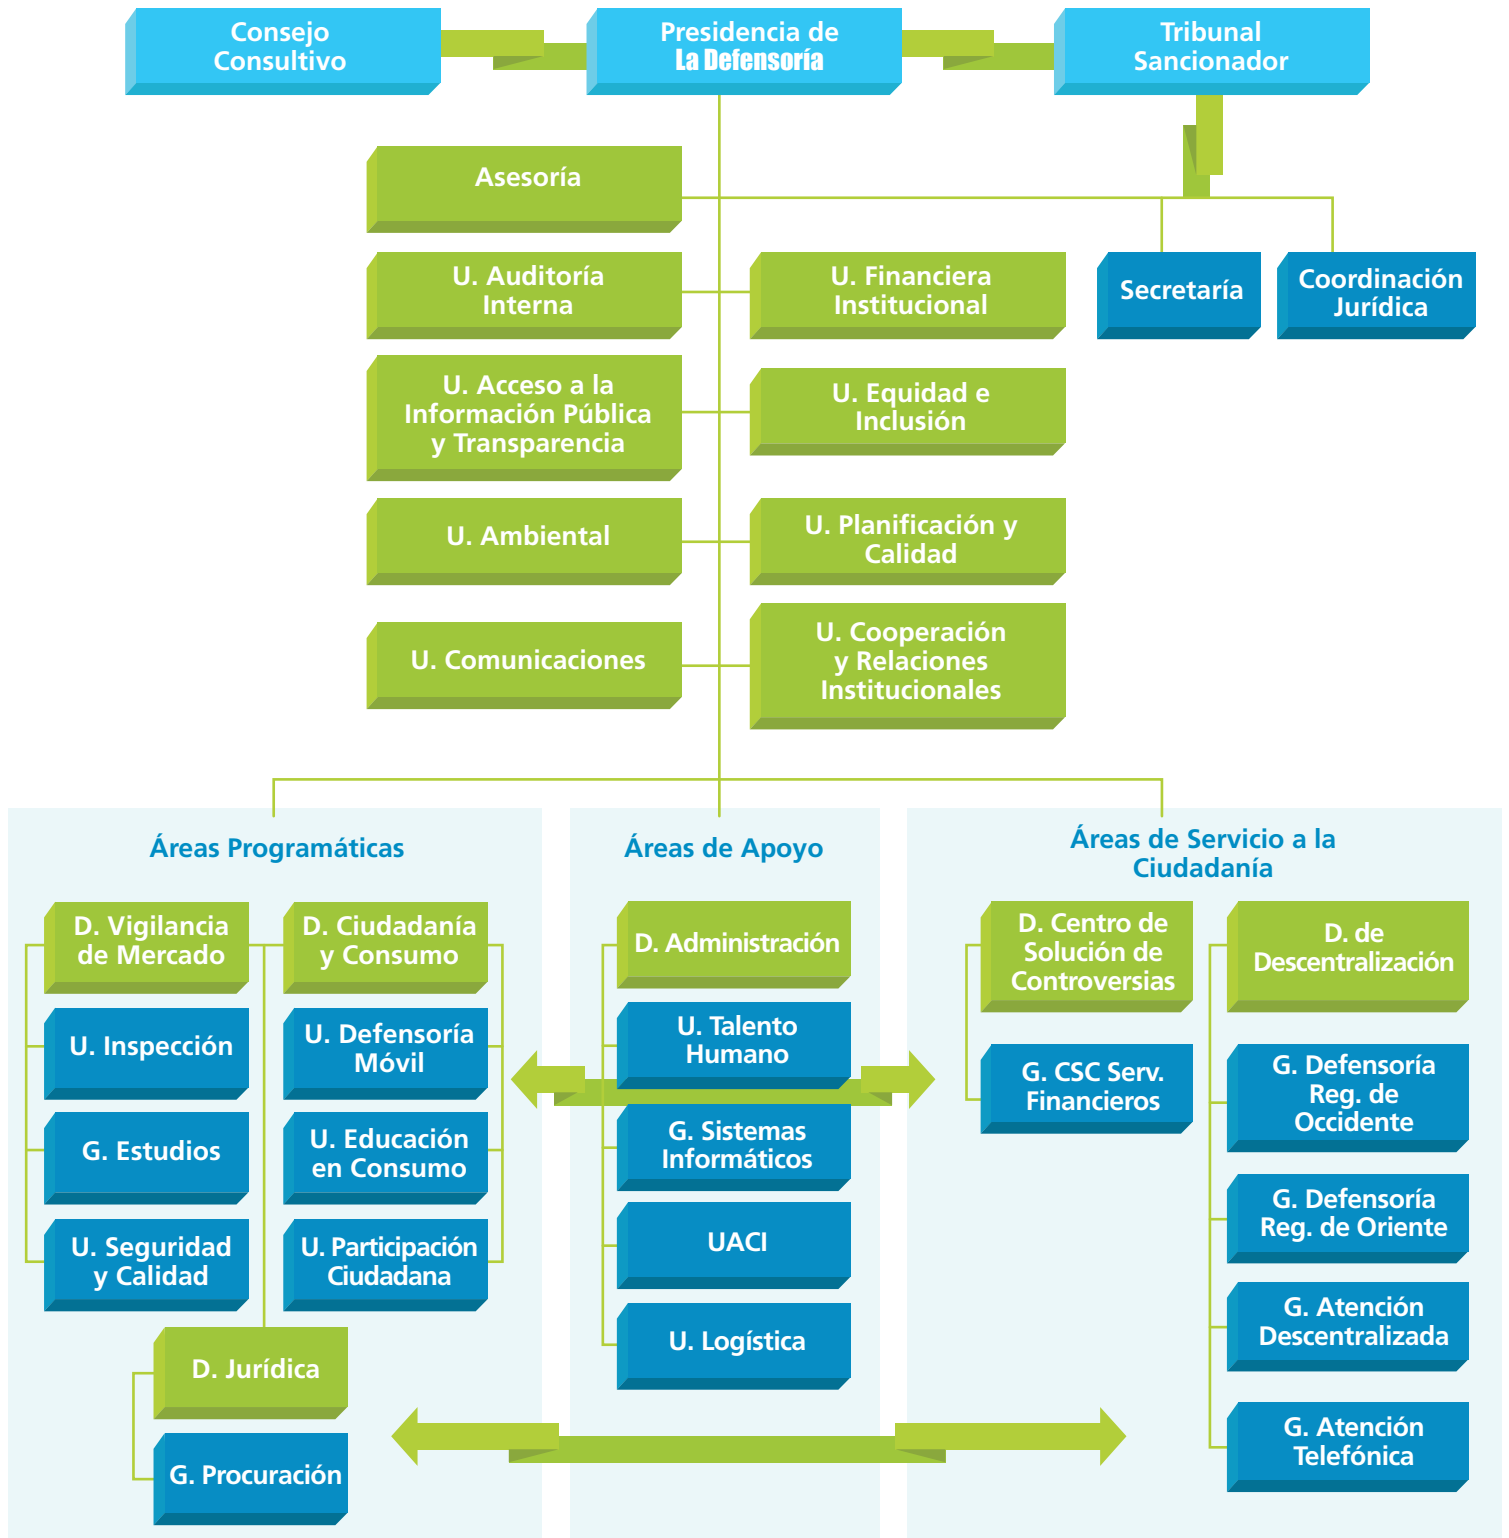 Consejo
Consultivo
Presidencia de
La Defensoría
Tribunal
Sancionador
Asesoría
U. Auditoría
Interna
U. Financiera
Institucional
Secretaría
Coordinación
Jurídica
U. Acceso a la
Información Pública
y Transparencia
U. Equidad e
Inclusión
U. Ambiental
U. Planificación y
Calidad
U. Comunicaciones
U. Cooperación
y Relaciones
Institucionales
Áreas Programáticas
D. Vigilancia
de Mercado
U. Inspección
G. Estudios
U. Seguridad
y Calidad
D. Ciudadanía
y Consumo
U. Defensoría
Móvil
U. Educación
en Consumo
U. Participación
Ciudadana
D. Jurídica
G. Procuración
Áreas de Apoyo
D. Administración
U. Talento
Humano
G. Sistemas
Informáticos
UACI
U. Logística
Áreas de Servicio a la
Ciudadanía
D. Centro de
Solución de
Controversias
G. CSC Serv.
Financieros
D. de
Descentralización
G. Defensoría
Reg. de
Occidente
G. Defensoría
Reg. de Oriente
G. Atención
Descentralizada
G. Atención
Telefónica